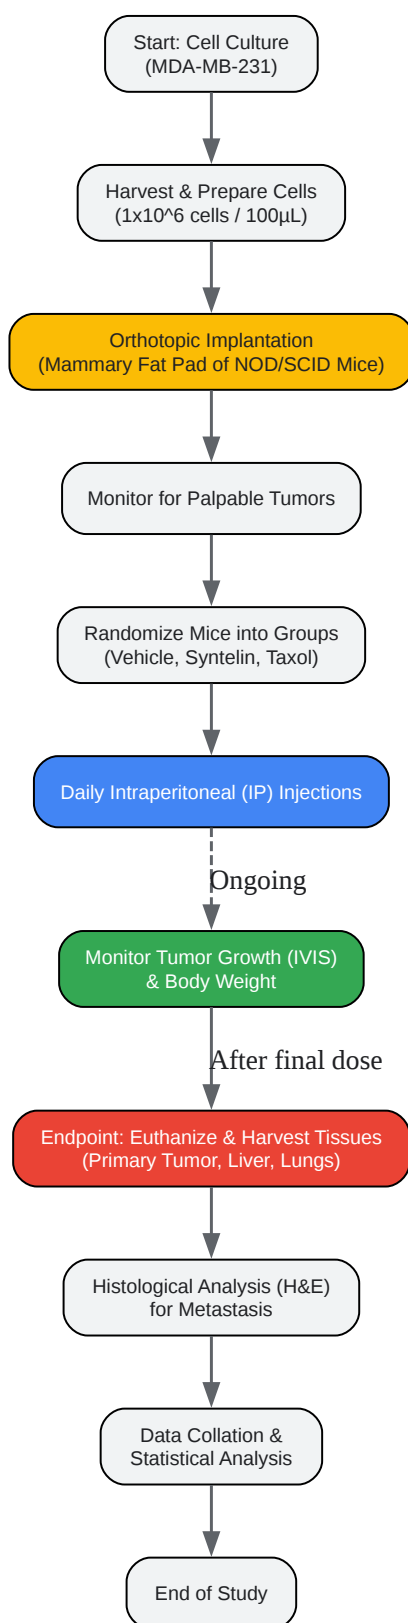 Start: Cell Culture
(MDA-MB-231)
Harvest & Prepare Cells
(1x10^6 cells / 100µL)
Orthotopic Implantation
(Mammary Fat Pad of NOD/SCID Mice)
Monitor for Palpable Tumors
Randomize Mice into Groups
(Vehicle, Syntelin, Taxol)
Daily Intraperitoneal (IP) Injections
Ongoing
Monitor Tumor Growth (IVIS)
& Body Weight
After final dose
Endpoint: Euthanize & Harvest Tissues
(Primary Tumor, Liver, Lungs)
Histological Analysis (H&E)
for Metastasis
Data Collation &
Statistical Analysis
End of Study